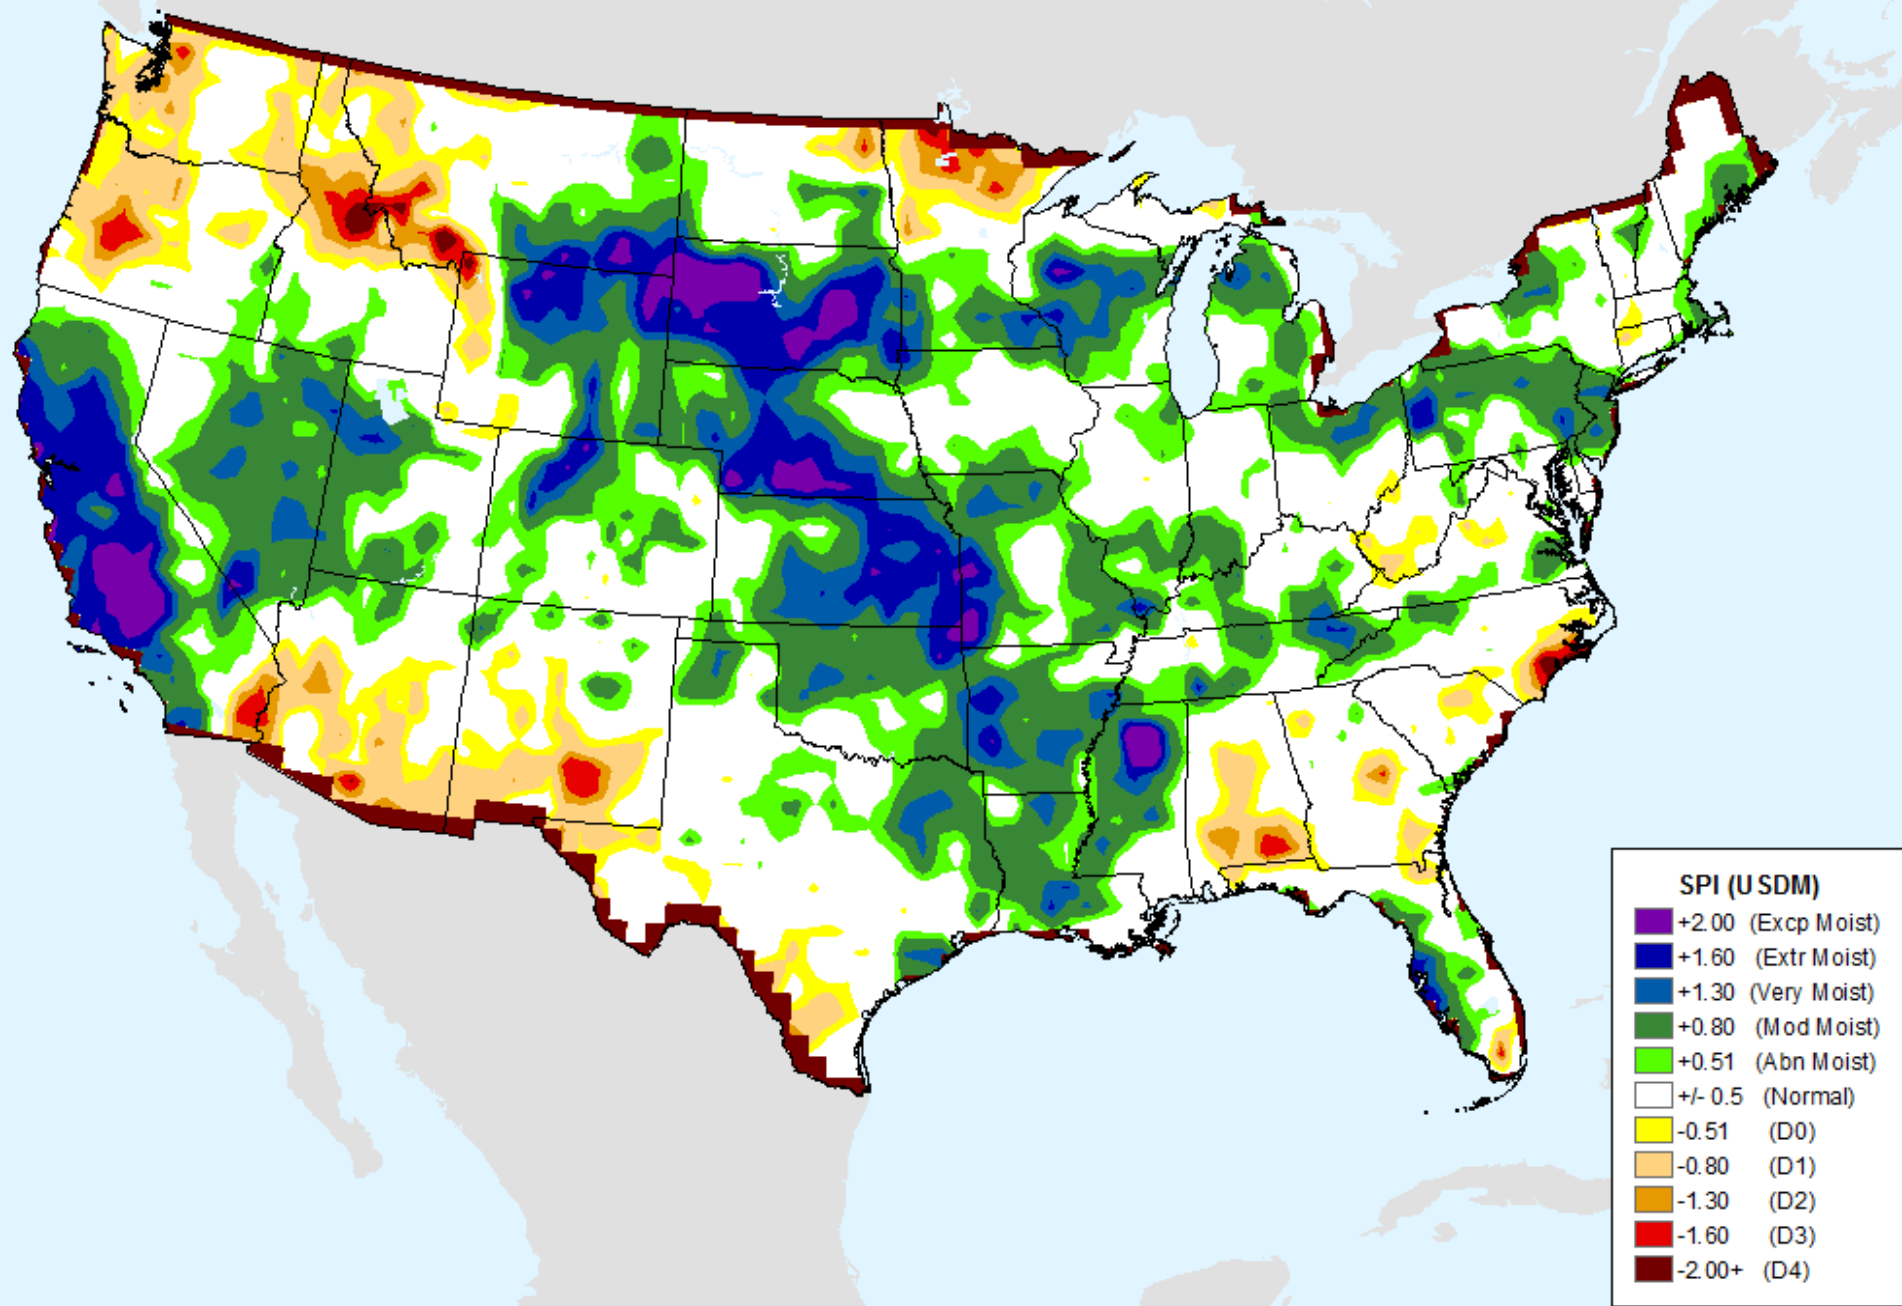 SPI (USDM)
+2.00 (Excp Moist)
+1.60 (Extr Moist)
+1.30 (Very Moist)
+0.80 (Mod Moist)
+0.51 (Abn Moist)
+/- 0.5 (Normal)
-0.51 (D0)
-0.80 (D1)
-1.30 (D2)
-1.60 (D3)
-2.00+ (D4)